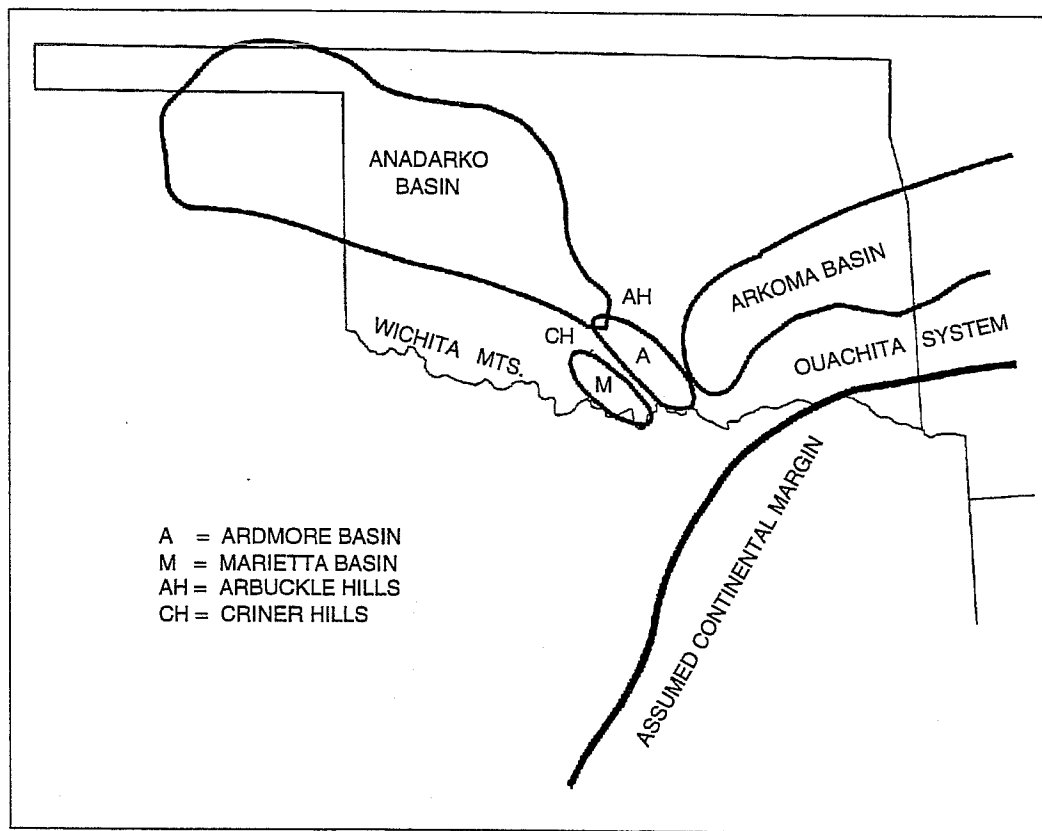 ANADARKO
BASIN
AH
ARKOMA BASIN
CH
WICHITA MTS.
A
OUACHITA SYSTEM
M
ASSUMED CONTINENTAL MARGIN
A = ARDMORE BASIN
M = MARIETTA BASIN
AH = ARBUCKLE HILLS
CH = CRINER HILLS